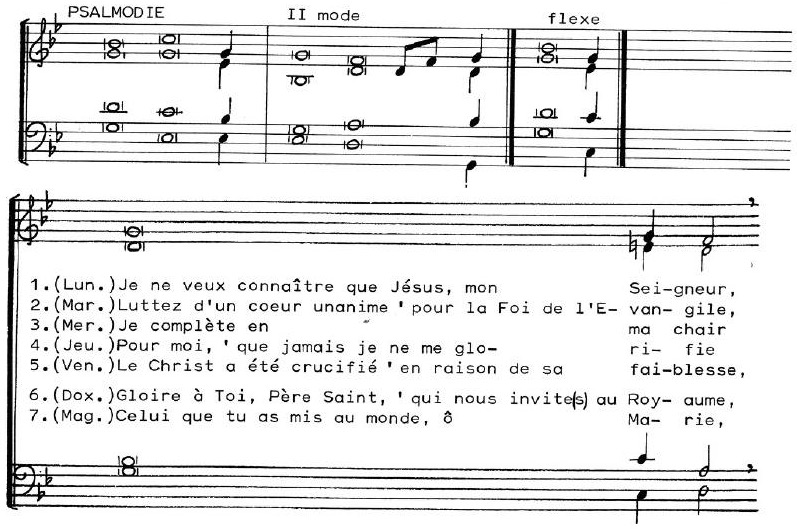 PSALMODIE II mode flexe
1.(Lun.)Je ne veux connaître que Jésus, mon Sei-gneur,
2.(Mar.)Luttez d'un coeur unanime ' pour la Foi de l'E- van- gile,
3.(Mer.)Je complète en ma chair
4.(Jeu.)Pour moi, ' que jamais je ne me glo- ri- fie
5.(Ven.)Le Christ a été crucifié ' en raison de sa fai-blesse,
6.(Dox.)Gloire à Toi, Père Saint, ' qui nous invite(s) au Roy- aume,
7.(Mag.)Celui que tu as mis au monde, ô Ma- rie,